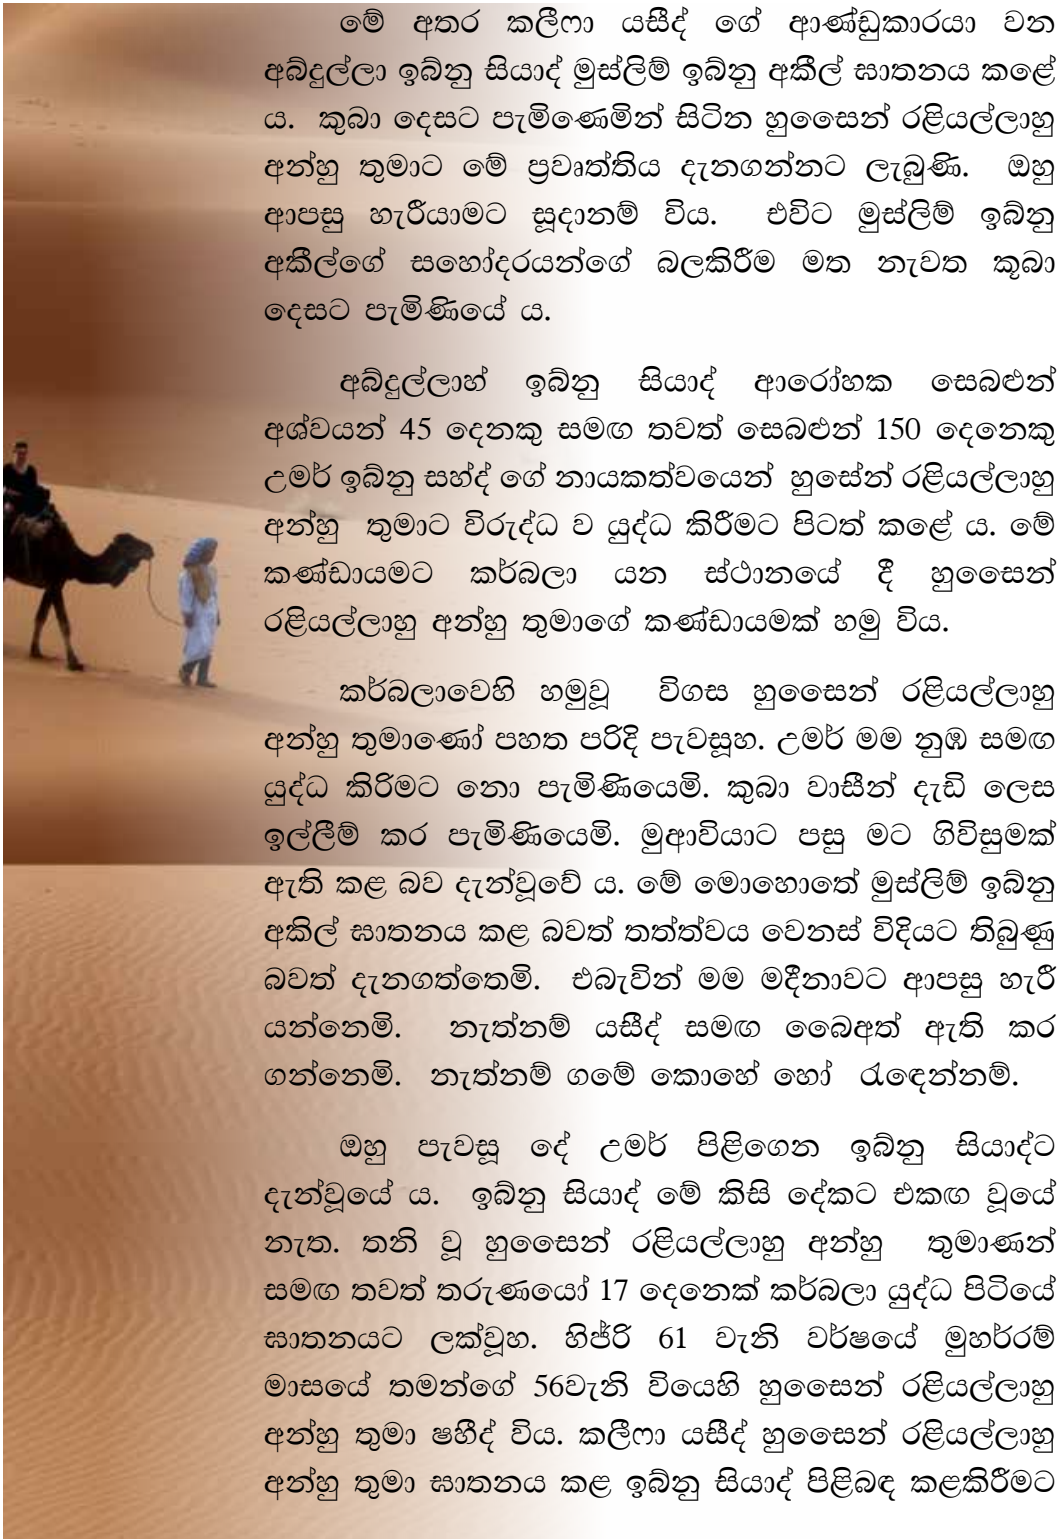 මේ අතර කලීෆා යසීද් ගේ ආණ්ඩුකාරයා වන
අබ්දුල්ලා ඉබ්නු සියාද් මුස්ලිම් ඉබ්නු අකීල් ඝාතනය කළේ
ය. කුබා දෙසට පැමිණෙමින් සිටින හුසෛන් රළියල්ලාහු
අන්හු තුමාට මේ ප්‍රවෘත්තිය දැනගන්නට ලැබුණි. ඔහු
ආපසු හැරීයාමට සූදානම් විය. එවිට මුස්ලිම් ඉබ්නු
අකීල්ගේ සහෝදරයන්ගේ බලකිරීම මත නැවත කූබා
දෙසට පැමිණියේ ය.
අබ්දුල්ලාහ් ඉබ්නු සියාද් ආරෝහක සෙබළුන්
අශ්වයන් 45 දෙනකු සමඟ තවත් සෙබළුන් 150 දෙනෙකු
උමර් ඉබ්නු සහ්ද් ගේ නායකත්වයෙන් හුසේන් රළියල්ලාහු
අන්හු තුමාට විරුද්ධ ව යුද්ධ කිරීමට පිටත් කළේ ය. මේ
කණ්ඩායමට කර්බලා යන ස්ථානයේ දී හුසෛන්
රළියල්ලාහු අන්හු තුමාගේ කණ්ඩායමක් හමු විය.
කර්බලාවෙහි හමුවූ විගස හුසෛන් රළියල්ලාහු
අන්හු තුමාණෝ පහත පරිදි පැවසූහ. උමර් මම නුඹ සමඟ
යුද්ධ කිරිමට නො පැමිණියෙමි. කුබා වාසීන් දැඩි ලෙස
ඉල්ලීම් කර පැමිණියෙමි. මුආවියාට පසු මට ගිවිසුමක්
ඇති කළ බව දැන්වූවේ ය. මේ මොහොතේ මුස්ලිම් ඉබ්නු
අකිල් ඝාතනය කළ බවත් තත්ත්වය වෙනස් විදියට තිබුණු
බවත් දැනගත්තෙමි. එබැවින් මම මදීනාවට ආපසු හැරී
යන්නෙමි. නැත්නම් යසීද් සමඟ බෛඅත් ඇති කර
ගන්නෙමි. නැත්නම් ගමේ කොහේ හෝ රැඳෙන්නම්.
ඔහු පැවසූ දේ උමර් පිළිගෙන ඉබ්නු සියාද්ට
දැන්වූයේ ය. ඉබ්නු සියාද් මේ කිසි දේකට එකඟ වූයේ
නැත. තනි වූ හුසෛන් රළියල්ලාහු අන්හු තුමාණන්
සමඟ තවත් තරුණයෝ 17 දෙනෙක් කර්බලා යුද්ධ පිටියේ
ඝාතනයට ලක්වූහ. හිජ්රි 61 වැනි වර්ෂයේ මුහර්රම්
මාසයේ තමන්ගේ 56වැනි වියෙහි හුසෛන් රළියල්ලාහු
අන්හු තුමා ෂහීද් විය. කලීෆා යසීද් හුසෛන් රළියල්ලාහු
අන්හු තුමා ඝාතනය කළ ඉබ්නු සියාද් පිළිබඳ කළකිරීමට